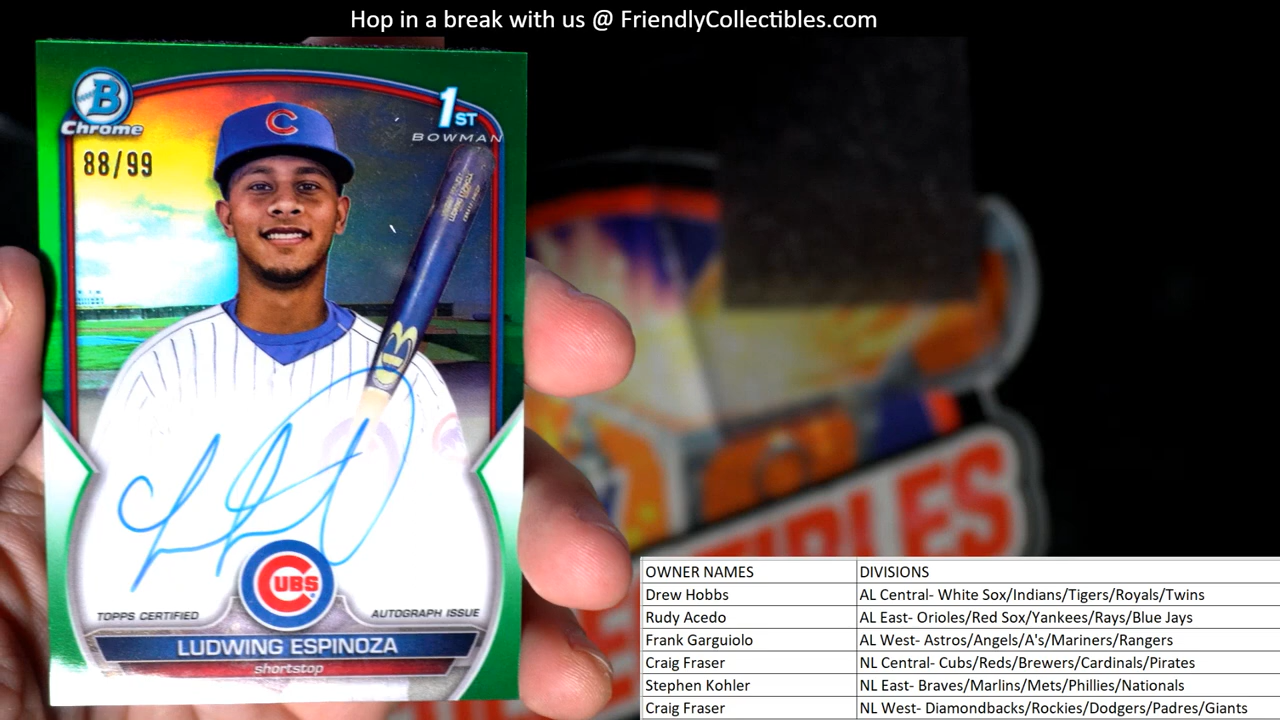 Hop in a break with us @ FriendlyCollectibles.com
B
Chrome
1ST
BOWMAN
88/99
C
CUBS
TOPPS CERTIFIED
AUTOGRAPH ISSUE
LUDWING ESPINOZA
shortstop
OWNER NAMES DIVISIONS
Drew Hobbs AL Central- White Sox/Indians/Tigers/Royals/Twins
Rudy Acedo AL East- Orioles/Red Sox/Yankees/Rays/Blue Jays
Frank Garguiolo AL West- Astros/Angels/A's/Mariners/Rangers
Craig Fraser NL Central- Cubs/Reds/Brewers/Cardinals/Pirates
Stephen Kohler NL East- Braves/Marlins/Mets/Phillies/Nationals
Craig Fraser NL West- Diamondbacks/Rockies/Dodgers/Padres/Giants